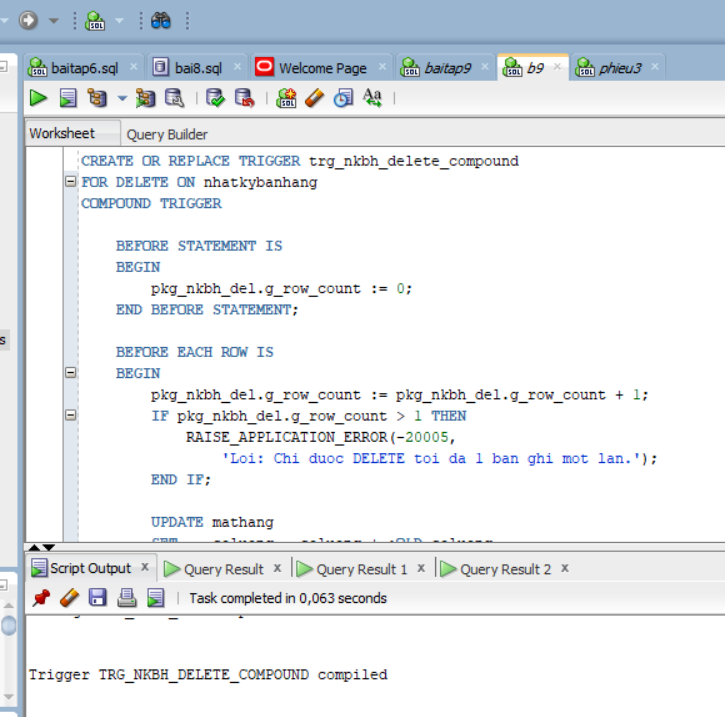 baitap6.sql
bai8.sql
Welcome Page
baitap9
b9
phieu3
Worksheet
Query Builder
CREATE OR REPLACE TRIGGER trg_nkbh_delete_compound
FOR DELETE ON nhatkybanhang
COMPOUND TRIGGER
BEFORE STATEMENT IS
BEGIN
pkg_nkbh_del.g_row_count := 0;
END BEFORE STATEMENT;
BEFORE EACH ROW IS
BEGIN
pkg_nkbh_del.g_row_count := pkg_nkbh_del.g_row_count + 1;
IF pkg_nkbh_del.g_row_count > 1 THEN
RAISE_APPLICATION_ERROR(-20005,
'Loi: Chi duoc DELETE toi da 1 ban ghi mot lan.');
END IF;
UPDATE mathang
Script Output
Query Result
Query Result 1
Query Result 2
Task completed in 0,063 seconds
Trigger TRG_NKBH_DELETE_COMPOUND compiled